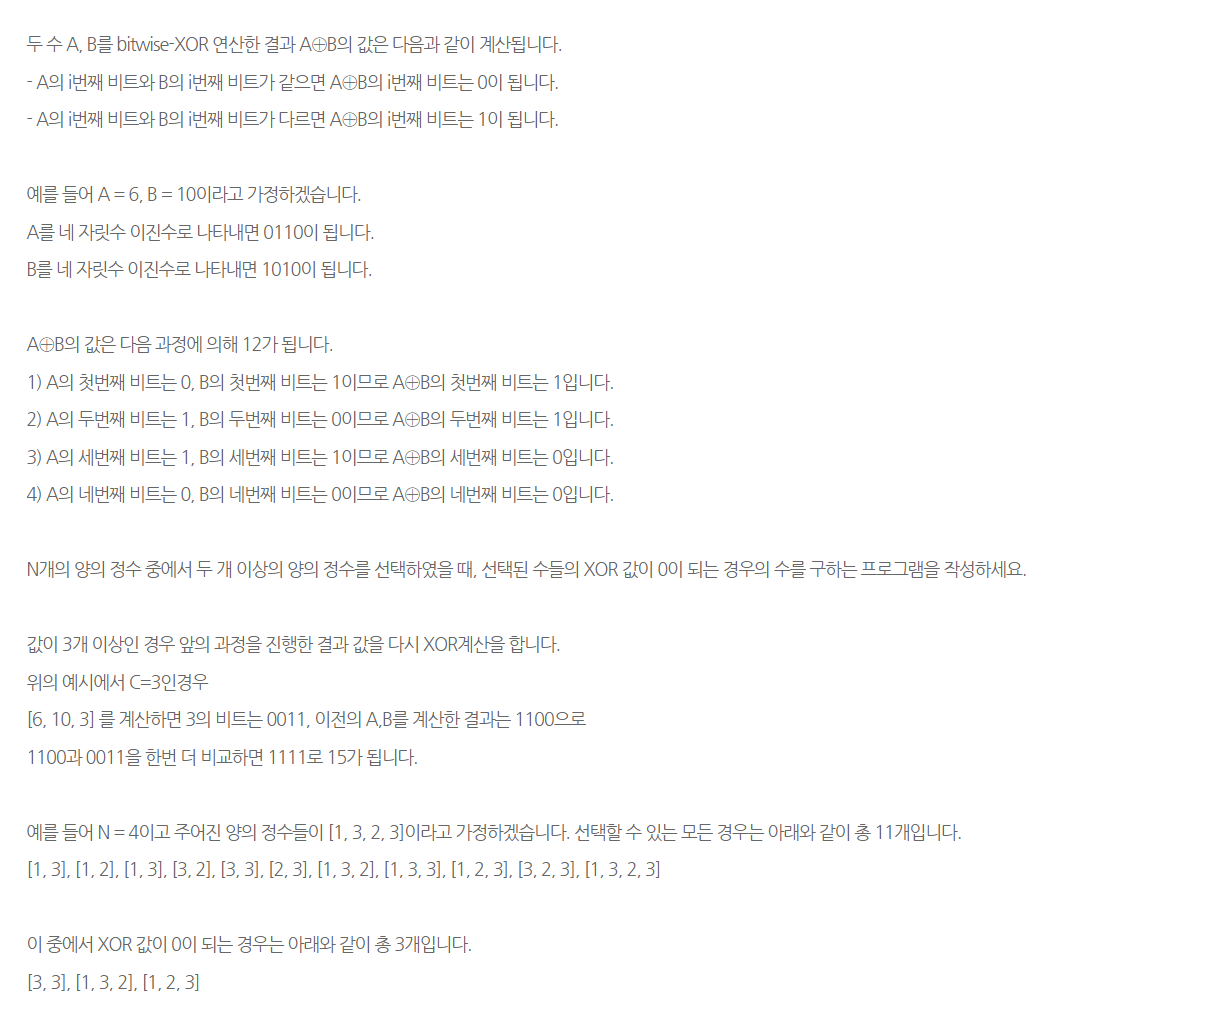 두 수 A, B를 bitwise-XOR 연산한 결과 A⊕B의 값은 다음과 같이 계산됩니다.
- A의 i번째 비트와 B의 i번째 비트가 같으면 A⊕B의 i번째 비트는 0이 됩니다.
- A의 i번째 비트와 B의 i번째 비트가 다르면 A⊕B의 i번째 비트는 1이 됩니다.
예를 들어 A = 6, B = 10이라고 가정하겠습니다.
A를 네 자릿수 이진수로 나타내면 0110이 됩니다.
B를 네 자릿수 이진수로 나타내면 1010이 됩니다.
A⊕B의 값은 다음 과정에 의해 12가 됩니다.
1) A의 첫번째 비트는 0, B의 첫번째 비트는 1이므로 A⊕B의 첫번째 비트는 1입니다.
2) A의 두번째 비트는 1, B의 두번째 비트는 0이므로 A⊕B의 두번째 비트는 1입니다.
3) A의 세번째 비트는 1, B의 세번째 비트는 1이므로 A⊕B의 세번째 비트는 0입니다.
4) A의 네번째 비트는 0, B의 네번째 비트는 0이므로 A⊕B의 네번째 비트는 0입니다.
N개의 양의 정수 중에서 두 개 이상의 양의 정수를 선택하였을 때, 선택된 수들의 XOR 값이 0이 되는 경우의 수를 구하는 프로그램을 작성하세요.
값이 3개 이상인 경우 앞의 과정을 진행한 결과 값을 다시 XOR계산을 합니다.
위의 예시에서 C=3인경우
[6, 10, 3] 를 계산하면 3의 비트는 0011, 이전의 A,B를 계산한 결과는 1100으로
1100과 0011을 한번 더 비교하면 1111로 15가 됩니다.
예를 들어 N = 4이고 주어진 양의 정수들이 [1, 3, 2, 3]이라고 가정하겠습니다. 선택할 수 있는 모든 경우는 아래와 같이 총 11개입니다.
[1, 3], [1, 2], [1, 3], [3, 2], [3, 3], [2, 3], [1, 3, 2], [1, 3, 3], [1, 2, 3], [3, 2, 3], [1, 3, 2, 3]
이 중에서 XOR 값이 0이 되는 경우는 아래와 같이 총 3개입니다.
[3, 3], [1, 3, 2], [1, 2, 3]